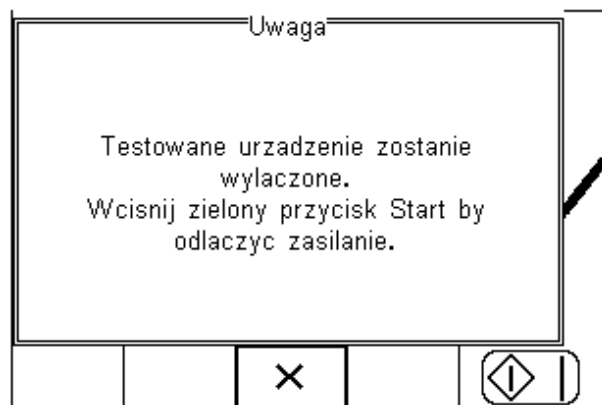 Uwaga
Testowane urzadzenie zostanie
wylaczone.
Wcisnij zielony przycisk Start by
odlaczyc zasilanie.